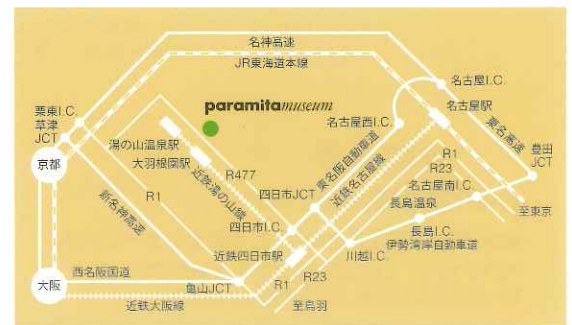 名神高速
JR東海道本線
名古屋I.C.
栗東I.C.
草津
JCT
paramitamuseum
名古屋駅
名古屋西I.C.
東名高速
豊田
JCT
京都
湯の山温泉駅
大羽根園駅
R477
近鉄湯の山線
東名阪自動車道
近鉄名古屋線
R1
R23
四日市JCT
名古屋南I.C.
R1
新名神高速
長島温泉
至東京
四日市I.C.
長島I.C.
川越I.C.
伊勢湾岸自動車道
近鉄四日市駅
大阪
西名阪国道
亀山JCT
R1
R23
近鉄大阪線
至鳥羽